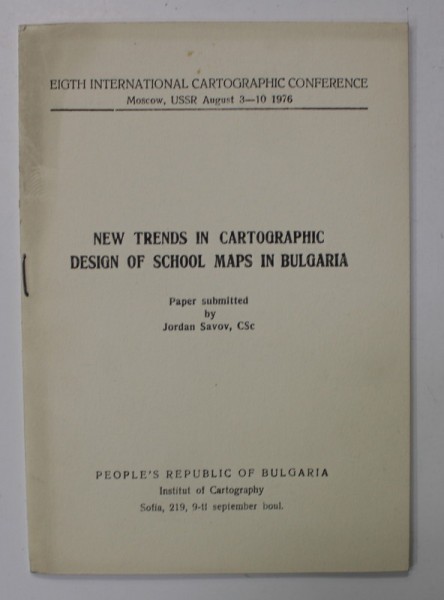 EIGTH INTERNATIONAL CARTOGRAPHIC CONFERENCE
Moscow, USSR August 3—10 1976
NEW TRENDS IN CARTOGRAPHIC
DESIGN OF SCHOOL MAPS IN BULGARIA
Paper submitted
by
Jordan Savov, CSc
PEOPLE'S REPUBLIC OF BULGARIA
Institut of Cartography
Sofia, 219, 9-II september boul.